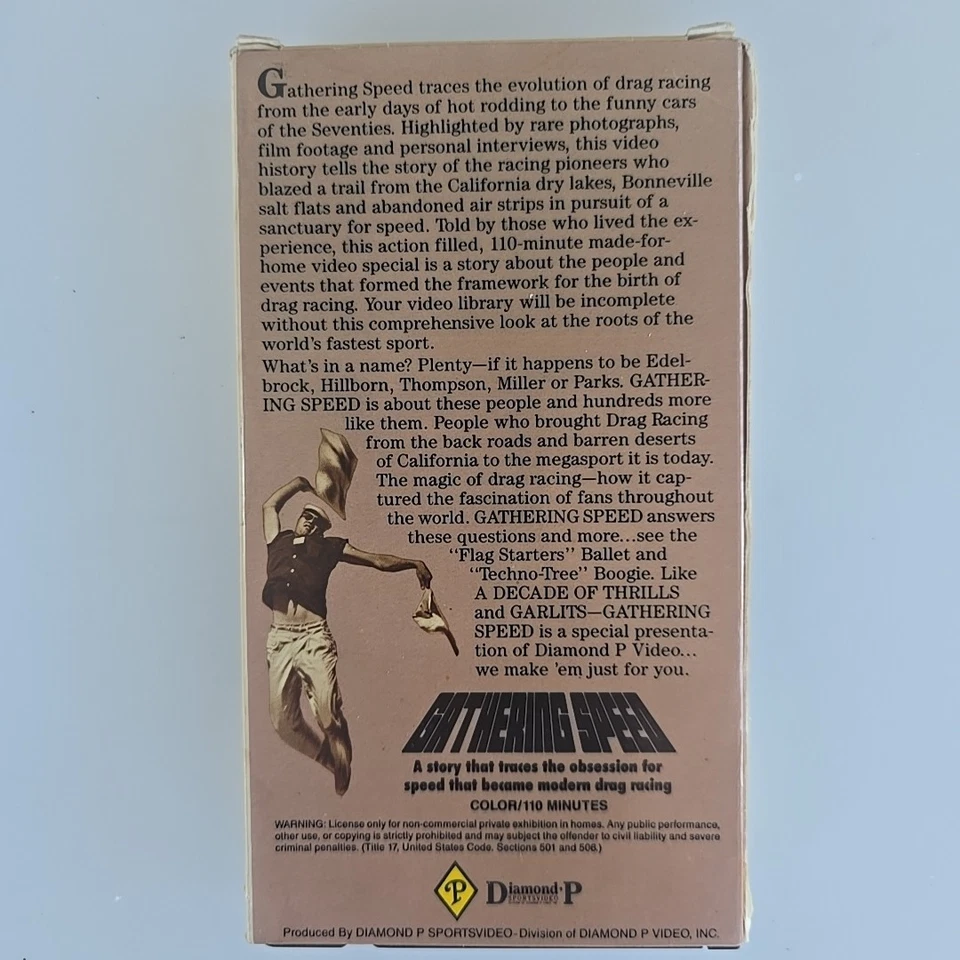 Gathering Speed traces the evolution of drag racing
from the early days of hot rodding to the funny cars
of the Seventies. Highlighted by rare photographs,
film footage and personal interviews, this video
history tells the story of the racing pioneers who
blazed a trail from the California dry lakes, Bonneville
salt flats and abandoned air strips in pursuit of a
sanctuary for speed. Told by those who lived the ex-
perience, this action filled, 110-minute made-for-
home video special is a story about the people and
events that formed the framework for the birth of
drag racing. Your video library will be incomplete
without this comprehensive look at the roots of the
world's fastest sport.
What's in a name? Plenty—if it happens to be Edel-
brock, Hillborn, Thompson, Miller or Parks. GATHER-
ING SPEED is about these people and hundreds more
like them. People who brought Drag Racing
from the back roads and barren deserts
of California to the megasport it is today.
The magic of drag racing—how it cap-
tured the fascination of fans throughout
the world. GATHERING SPEED answers
these questions and more...see the
"Flag Starters" Ballet and
"Techno-Tree" Boogie. Like
A DECADE OF THRILLS
and GARLITS—GATHERING
SPEED is a special presenta-
tion of Diamond P Video...
we make 'em just for you.
GATHERING SPEED
A story that traces the obsession for
speed that became modern drag racing
COLOR/110 MINUTES
WARNING: License only for non-commercial private exhibition in homes. Any public performance,
other use, or copying is strictly prohibited and may subject the offender to civil liability and severe
criminal penalties. (Title 17, United States Code, Sections 501 and 506.)
P
Diamond·P
SPORTSVIDEO
Produced By DIAMOND P SPORTSVIDEO-Division of DIAMOND P VIDEO, INC.